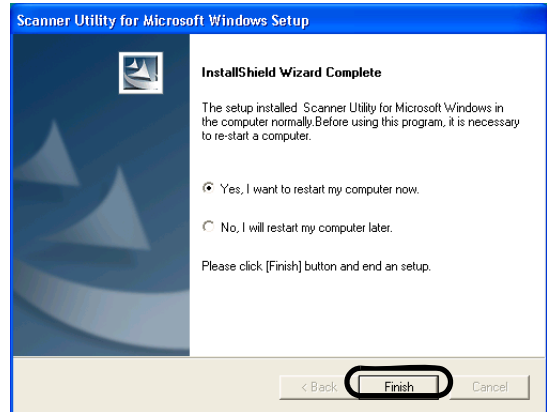 Scanner Utility for Microsoft Windows Setup
InstallShield Wizard Complete
The setup installed Scanner Utility for Microsoft Windows in
the computer normally.Before using this program, it is necessary
to re-start a computer.
Yes, I want to restart my computer now.
No, I will restart my computer later.
Please click [Finish] button and end an setup.
< Back
Finish
Cancel